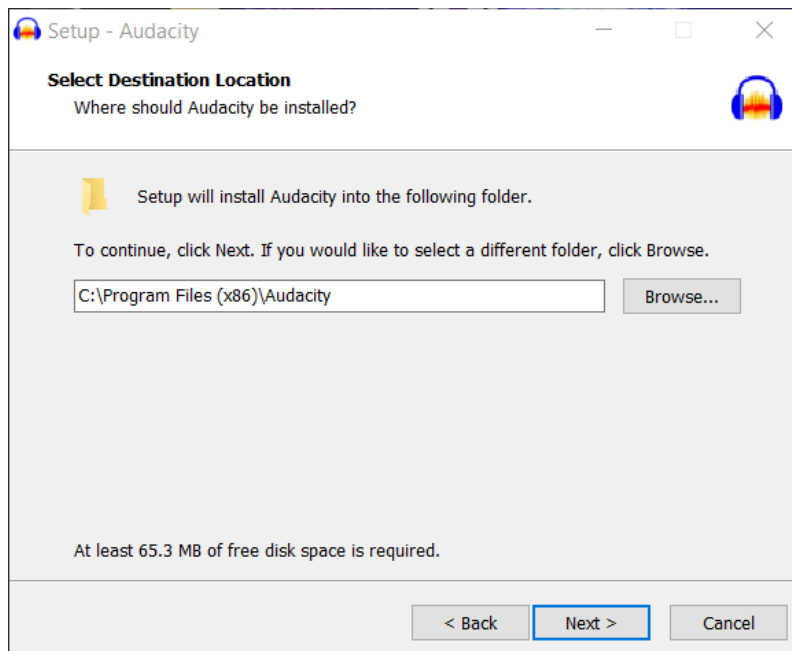 Setup - Audacity
Select Destination Location
Where should Audacity be installed?
Setup will install Audacity into the following folder.
To continue, click Next. If you would like to select a different folder, click Browse.
C:\Program Files (x86)\Audacity
Browse...
At least 65.3 MB of free disk space is required.
< Back
Next >
Cancel